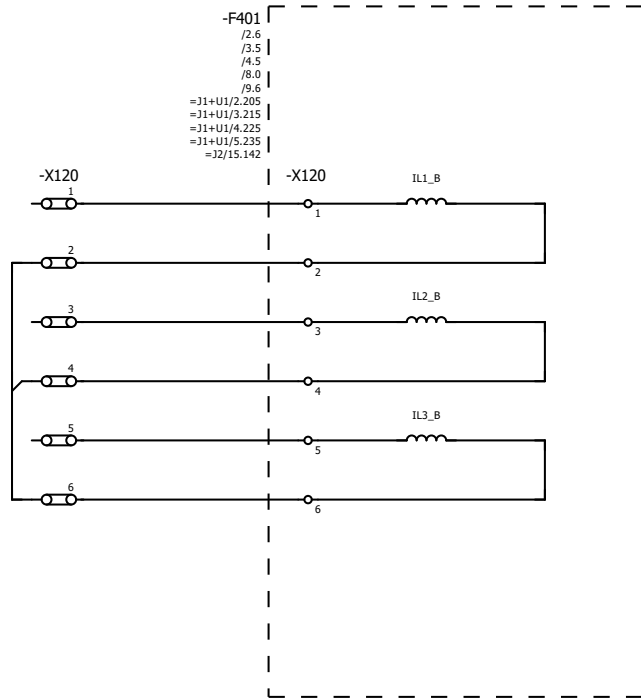 -F401
/2.6
/3.5
/4.5
/8.0
/9.6
=J1+U1/2.205
=J1+U1/3.215
=J1+U1/4.225
=J1+U1/5.235
=J2/15.142
-X120 -X120
1 IL1_B
1
2
2
3 IL2_B
3
4
4
5 IL3_B
5
6
6